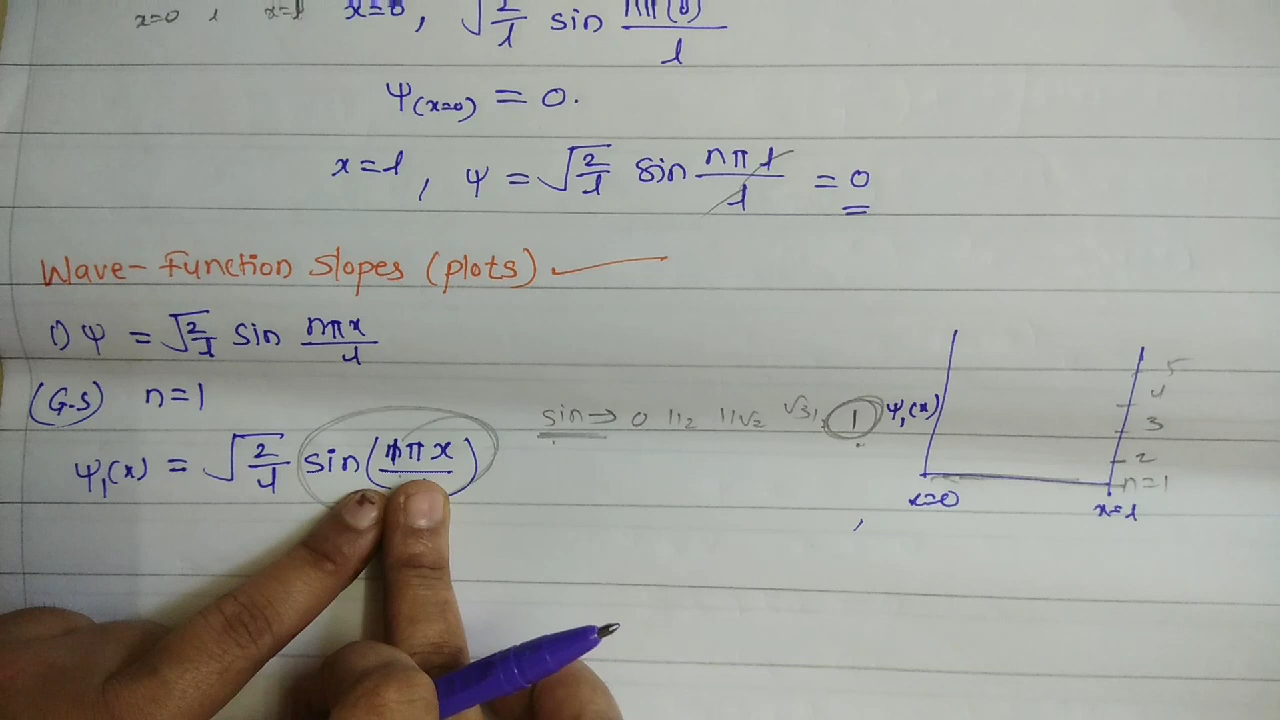 x=0 , x=l x=0, √2/l sin nπ(0)/l
Ψ(x=0) = 0.
x=l, Ψ = √2/l sin nπl/l = 0
Wave-Function Slopes (plots)
1) Ψ = √2/l sin nπx/l
(G.S) n=1
Ψ₁(x) = √2/l sin(πx)
sin→ 0 1/2 1/√2 √3/ 1
Ψ₁(x)
5
4
3
2
n=1
x=0
x=l